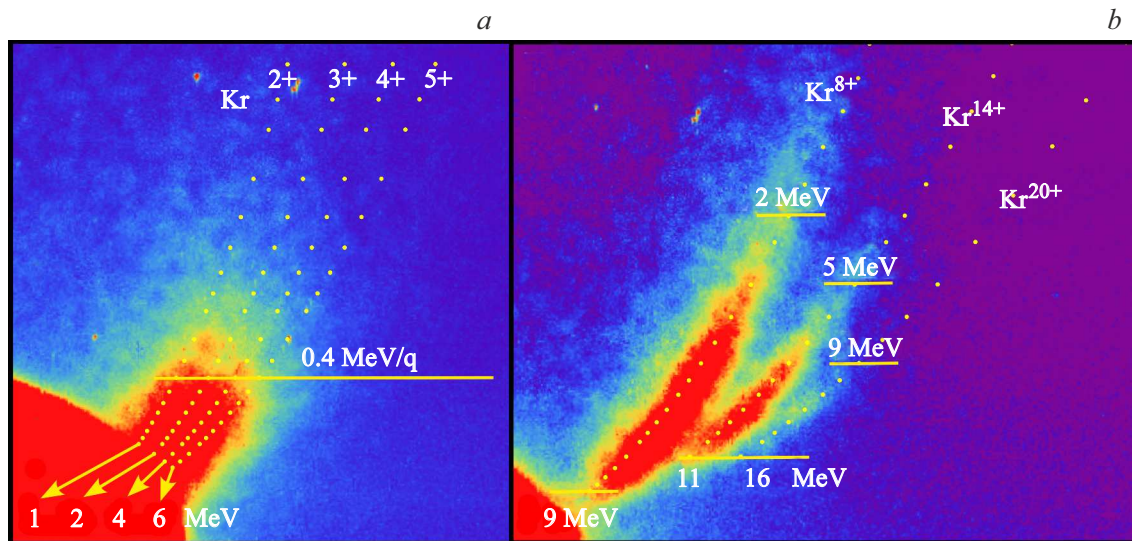 a
2+ 3+ 4+ 5+
Kr
0.4 MeV/q
1 2 4 6 MeV
b
Kr8+
Kr14+
Kr20+
2 MeV
5 MeV
9 MeV
11 16 MeV
9 MeV